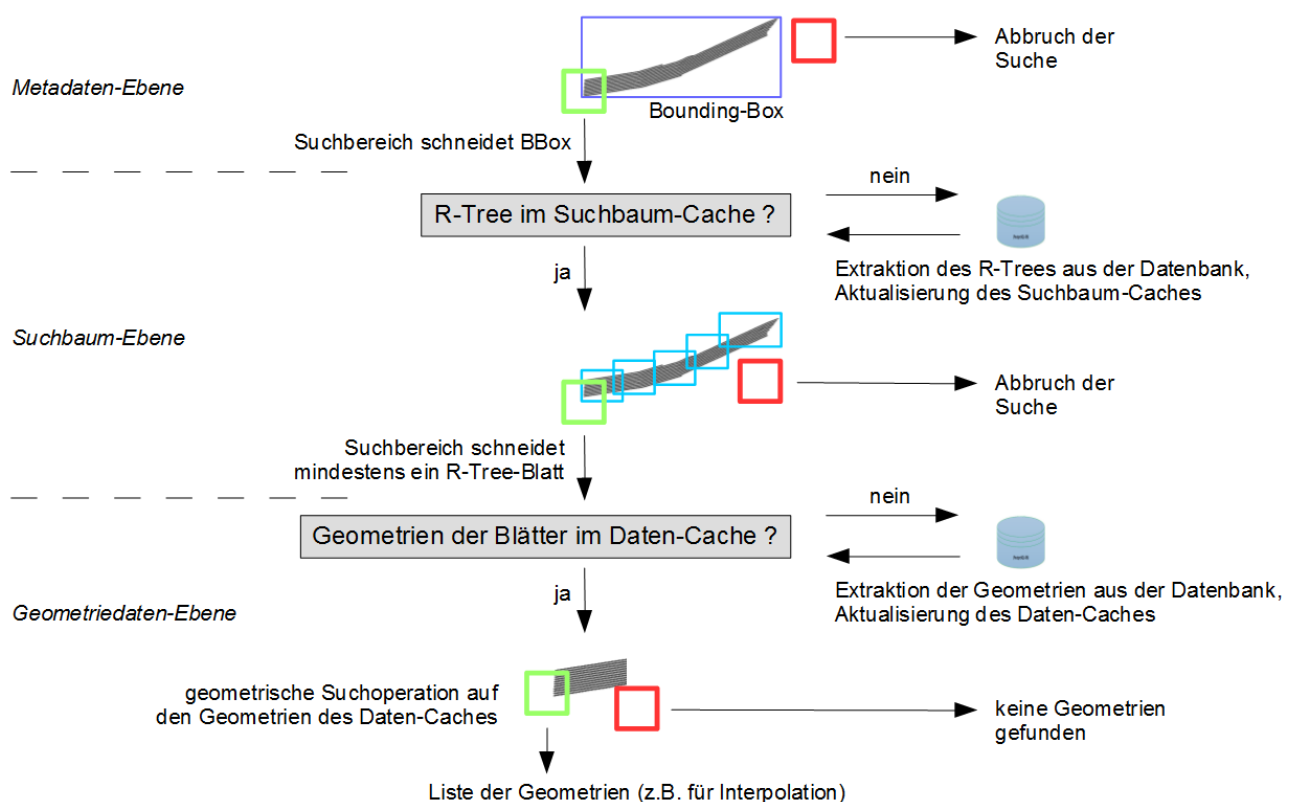 Abbruch der
Suche
Metadaten-Ebene
Bounding-Box
Suchbereich schneidet BBox
nein
R-Tree im Suchbaum-Cache ?
ja
Extraktion des R-Trees aus der Datenbank,
Aktualisierung des Suchbaum-Caches
Suchbaum-Ebene
Abbruch der
Suche
Suchbereich schneidet
mindestens ein R-Tree-Blatt
nein
Geometrien der Blätter im Daten-Cache ?
ja
Extraktion der Geometrien aus der Datenbank,
Aktualisierung des Daten-Caches
Geometriedaten-Ebene
geometrische Suchoperation auf
den Geometrien des Daten-Caches
keine Geometrien
gefunden
Liste der Geometrien (z.B. für Interpolation)